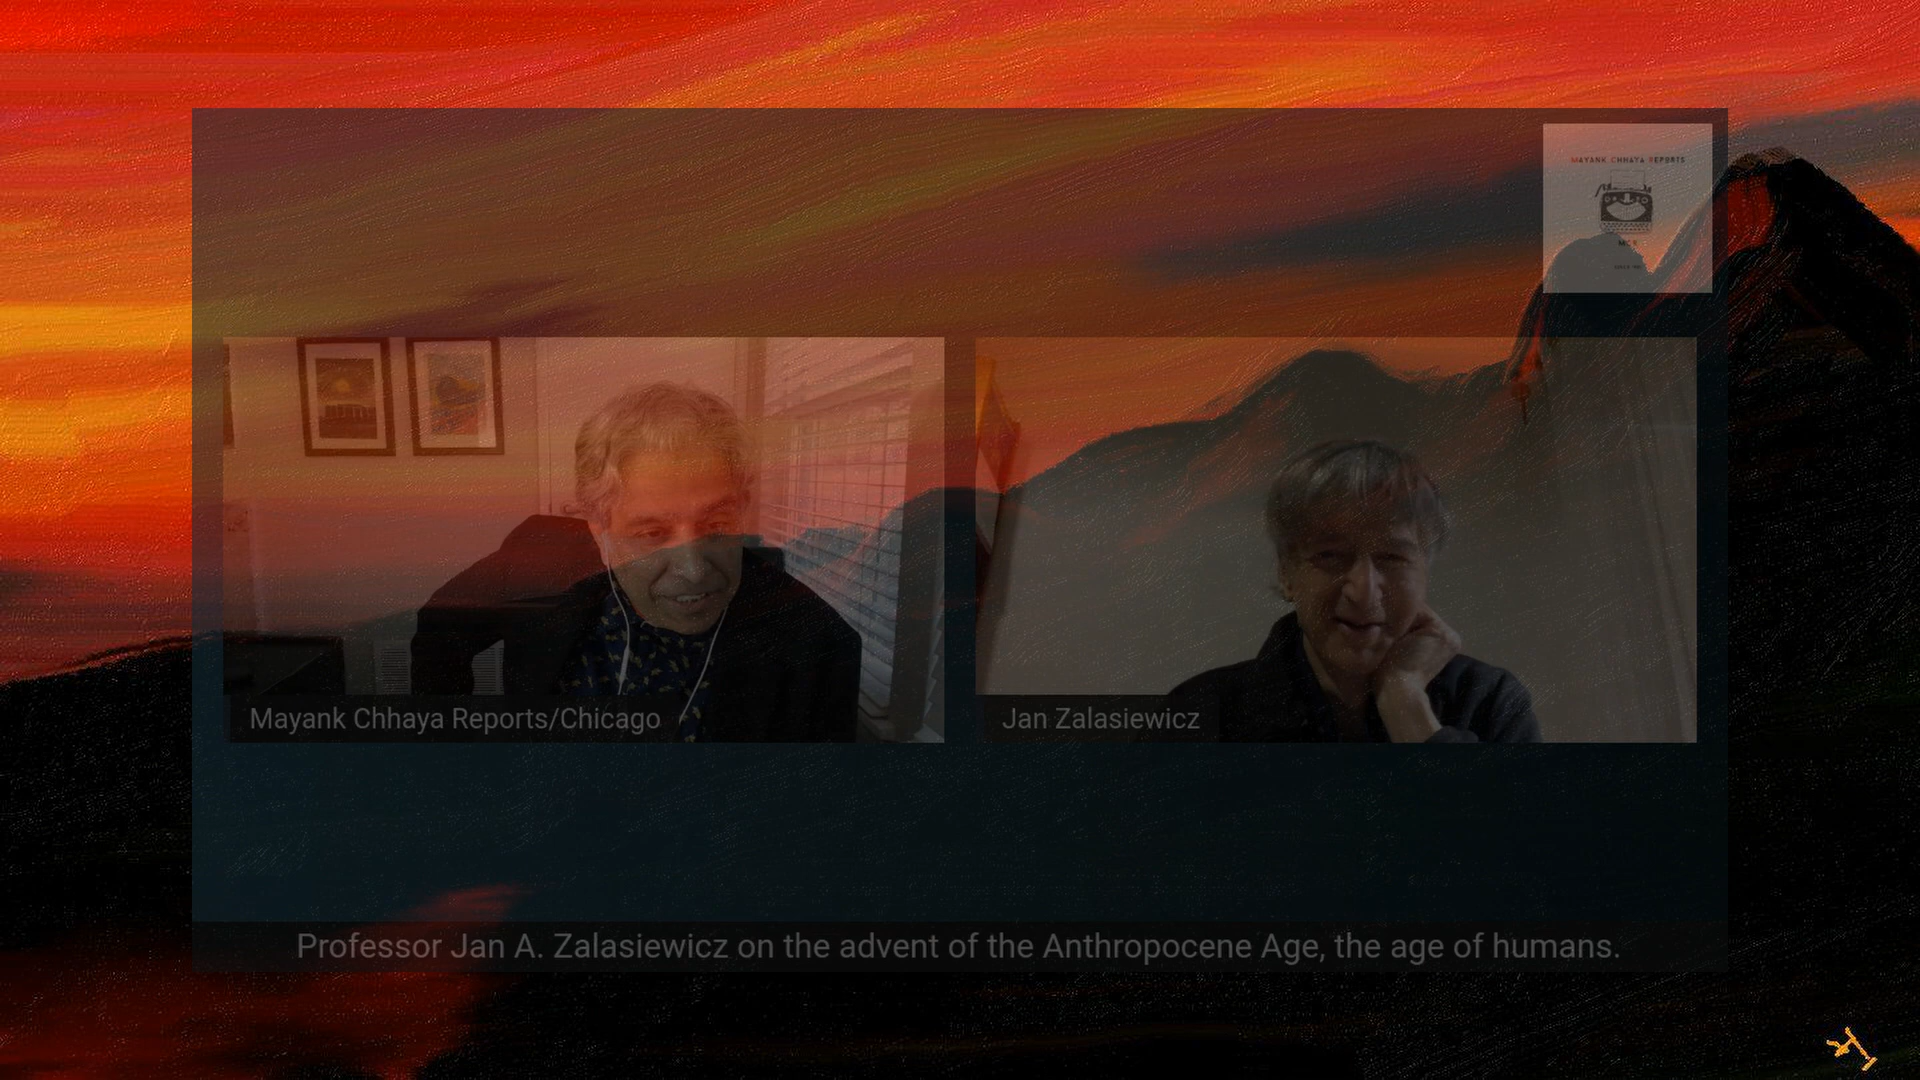 MAYANK CHHAYA REPORTS
MCR
Mayank Chhaya Reports/Chicago
Jan Zalasiewicz
Professor Jan A. Zalasiewicz on the advent of the Anthropocene Age, the age of humans.